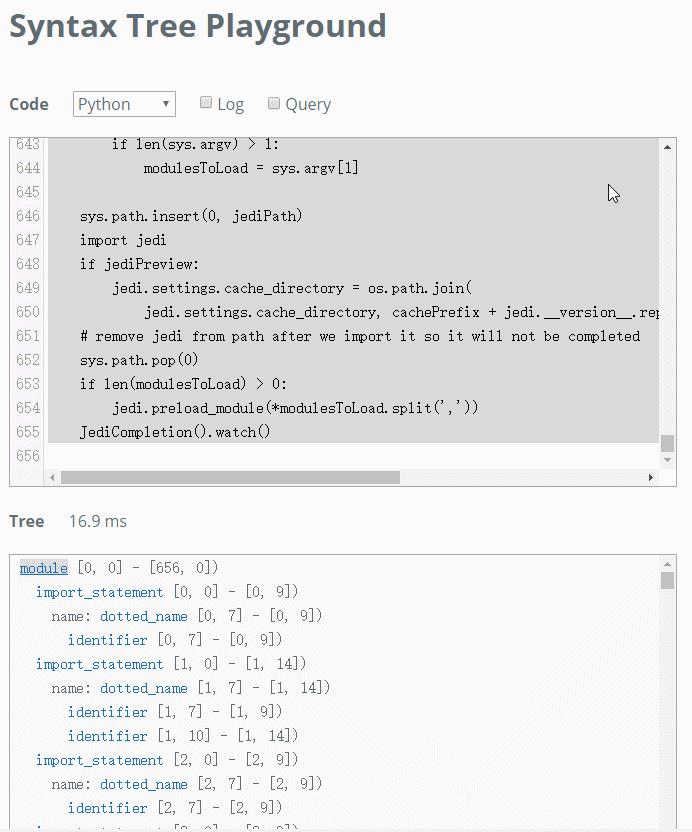 Syntax Tree Playground
Code Python Log Query
643 if len(sys.argv) > 1:
644 modulesToLoad = sys.argv[1]
645
646 sys.path.insert(0, jediPath)
647 import jedi
648 if jediPreview:
649 jedi.settings.cache_directory = os.path.join(
650 jedi.settings.cache_directory, cachePrefix + jedi.__version__.rep
651 # remove jedi from path after we import it so it will not be completed
652 sys.path.pop(0)
653 if len(modulesToLoad) > 0:
654 jedi.preload_module(*modulesToLoad.split(','))
655 JediCompletion().watch()
656
Tree 16.9 ms
module [0, 0] - [656, 0])
import_statement [0, 0] - [0, 9])
name: dotted_name [0, 7] - [0, 9])
identifier [0, 7] - [0, 9])
import_statement [1, 0] - [1, 14])
name: dotted_name [1, 7] - [1, 14])
identifier [1, 7] - [1, 9])
identifier [1, 10] - [1, 14])
import_statement [2, 0] - [2, 9])
name: dotted_name [2, 7] - [2, 9])
identifier [2, 7] - [2, 9])